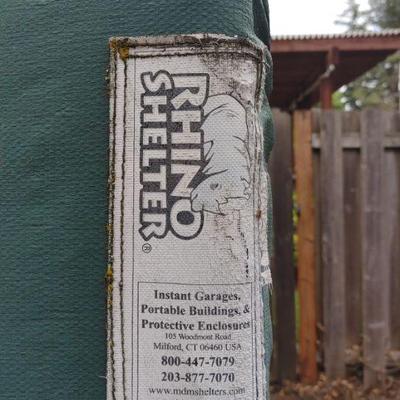 RHINO
SHELTER®
Instant Garages,
Portable Buildings, &
Protective Enclosures
105 Woodmont Road
Milford, CT 06460 USA
800-447-7079
203-877-7070
www.mdmshelters.com